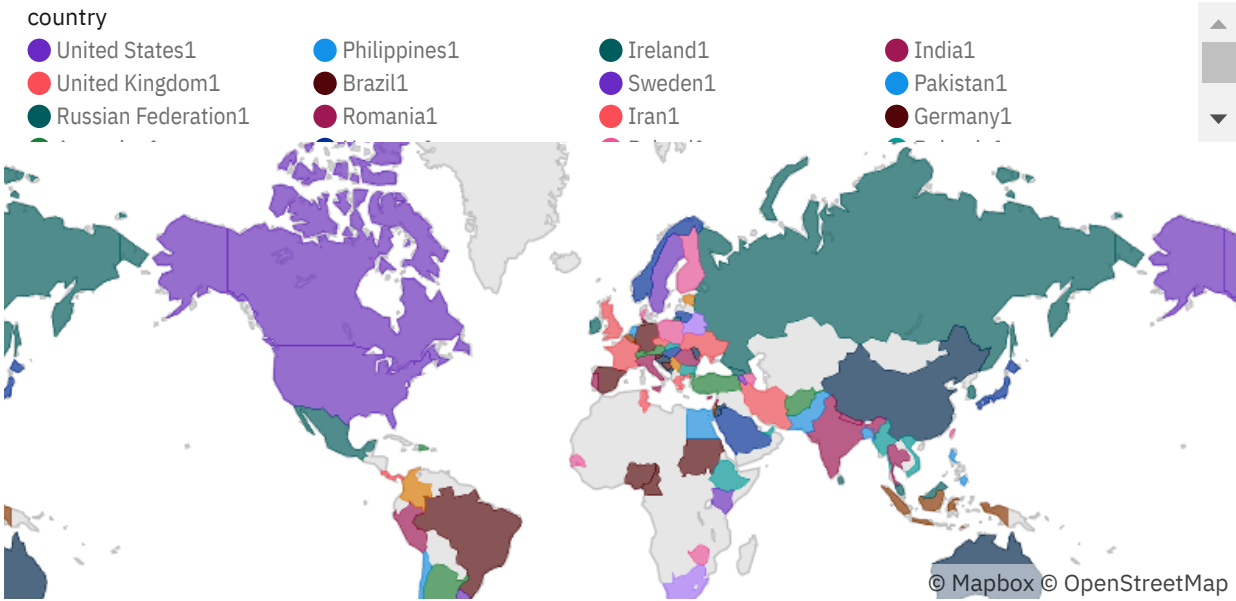 country
United States1 Philippines1 Ireland1 India1
United Kingdom1 Brazil1 Sweden1 Pakistan1
Russian Federation1 Romania1 Iran1 Germany1
© Mapbox © OpenStreetMap